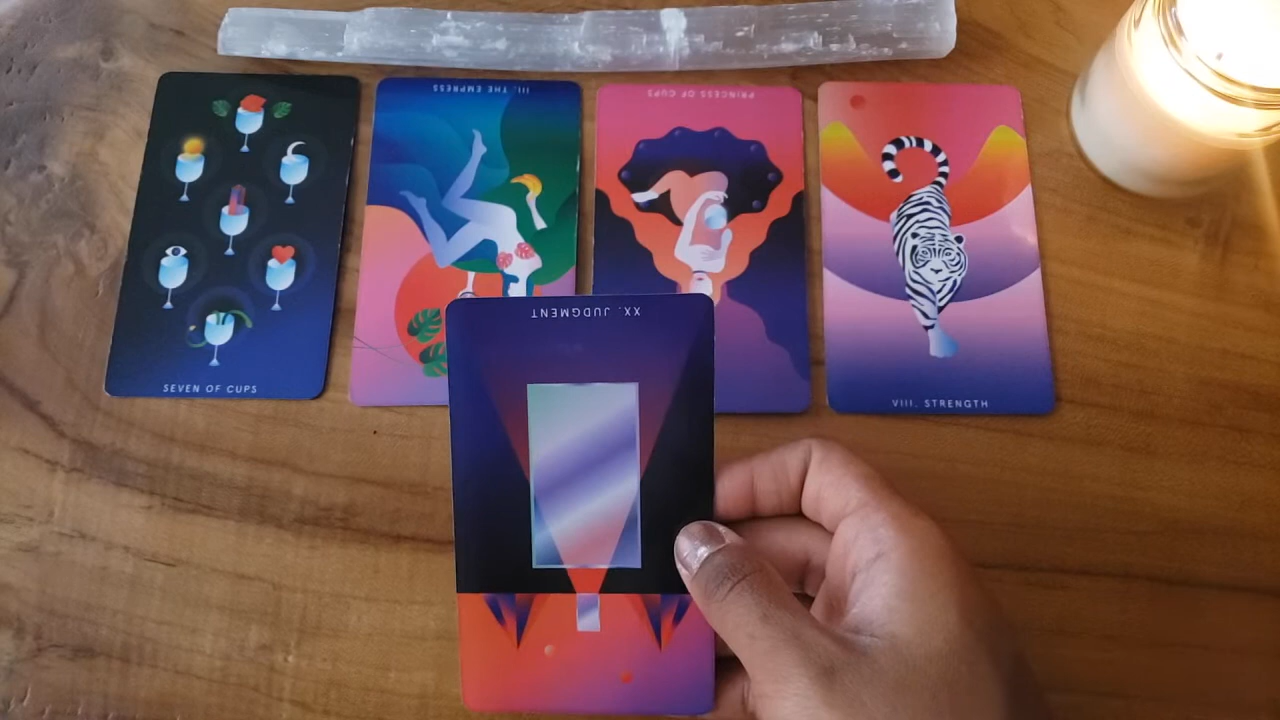 SEVEN OF CUPS
III. THE EMPRESS
PRINCESS OF CUPS
VIII. STRENGTH
XX. JUDGMENT